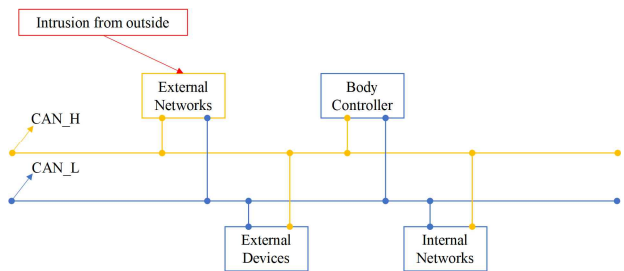 Intrusion from outside
External
Networks
Body
Controller
CAN_H
CAN_L
External
Devices
Internal
Networks